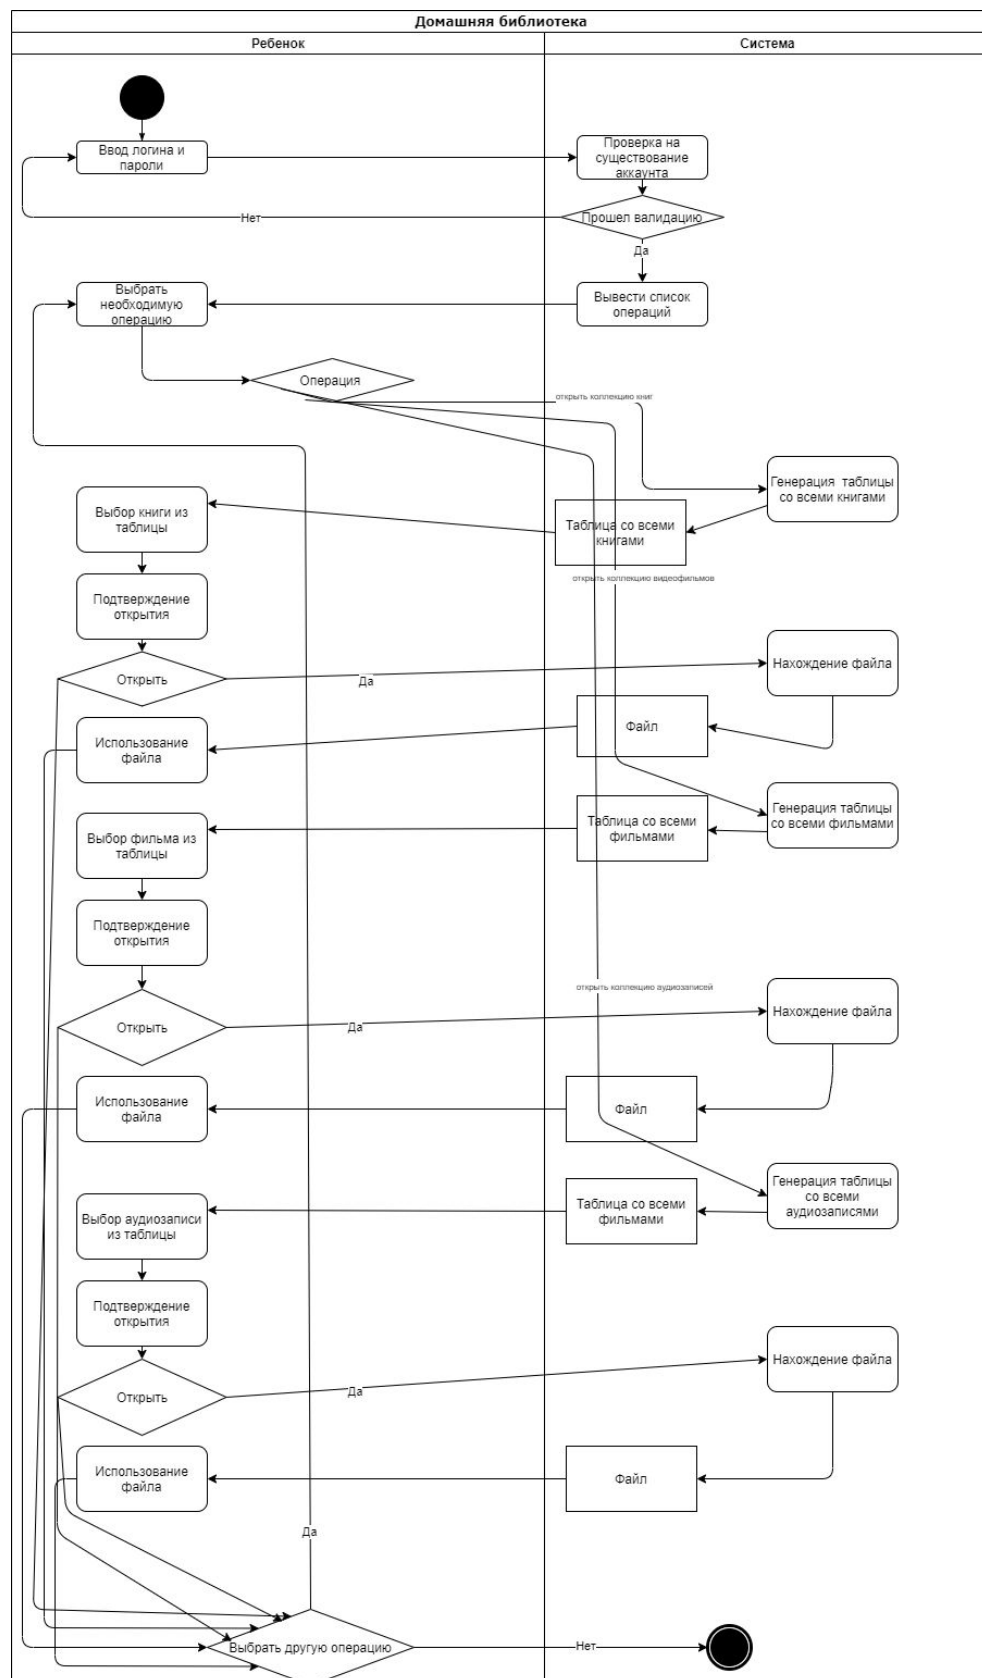 Домашняя библиотека
Ребенок
Система
Ввод логина и
пароли
Проверка на
существование
аккаунта
Прошел валидацию
Нет
Да
Выбрать
необходимую
операцию
Вывести список
операций
Операция
открыть коллекцию книг
Генерация таблицы
со всеми книгами
Выбор книги из
таблицы
Таблица со всеми
книгами
открыть коллекцию видеофильмов
Подтверждение
открытия
Открыть
Да
Нахождение файла
Использование
файла
Файл
Генерация таблицы
со всеми фильмами
Выбор фильма из
таблицы
Таблица со всеми
фильмами
Подтверждение
открытия
открыть коллекцию аудиозаписей
Открыть
Да
Нахождение файла
Использование
файла
Файл
Генерация таблицы
со всеми
аудиозаписями
Выбор аудиозаписи
из таблицы
Таблица со всеми
фильмами
Подтверждение
открытия
Открыть
Да
Нахождение файла
Использование
файла
Файл
Да
Выбрать другую операцию
Нет